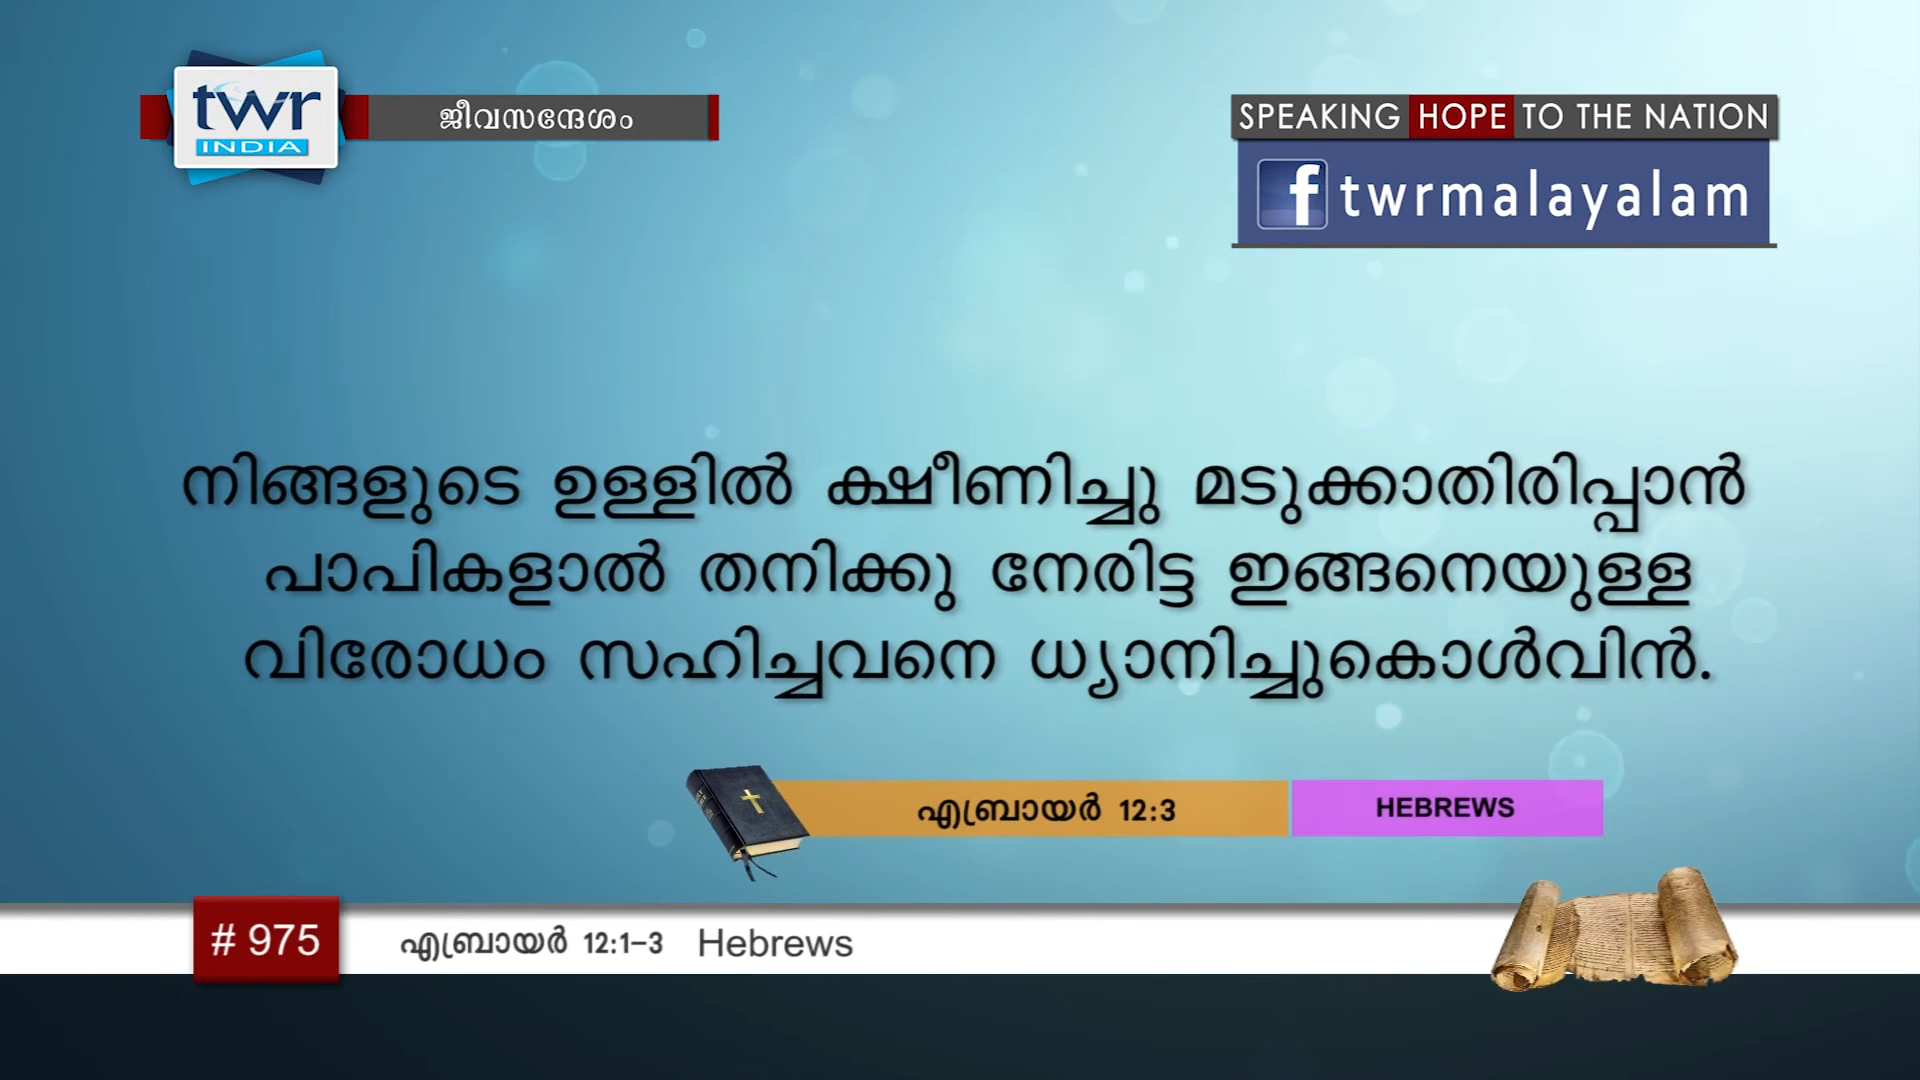 twr
INDIA
ജീവസന്ദേശം
SPEAKING HOPE TO THE NATION
f twrmalayalam
നിങ്ങളുടെ ഉള്ളിൽ ക്ഷീണിച്ചു മടുക്കാതിരിപ്പാൻ
പാപികളാൽ തനിക്കു നേരിട്ട ഇങ്ങനെയുള്ള
വിരോധം സഹിച്ചവനെ ധ്യാനിച്ചുകൊൾവിൻ.
എബ്രായർ 12:3
HEBREWS
# 975
എബ്രായർ 12:1-3 Hebrews